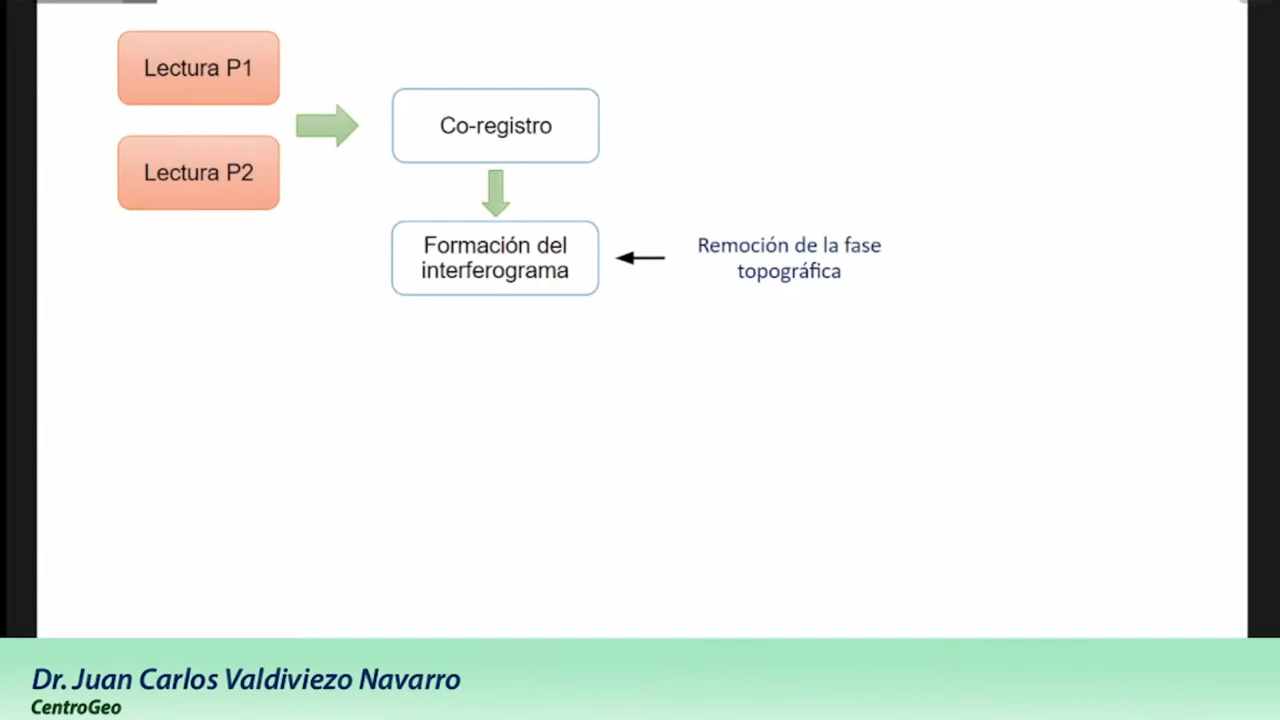 Lectura P1
Lectura P2
Co-registro
Formación del
interferograma
Remoción de la fase
topográfica
Dr. Juan Carlos Valdiviezo Navarro
CentroGeo